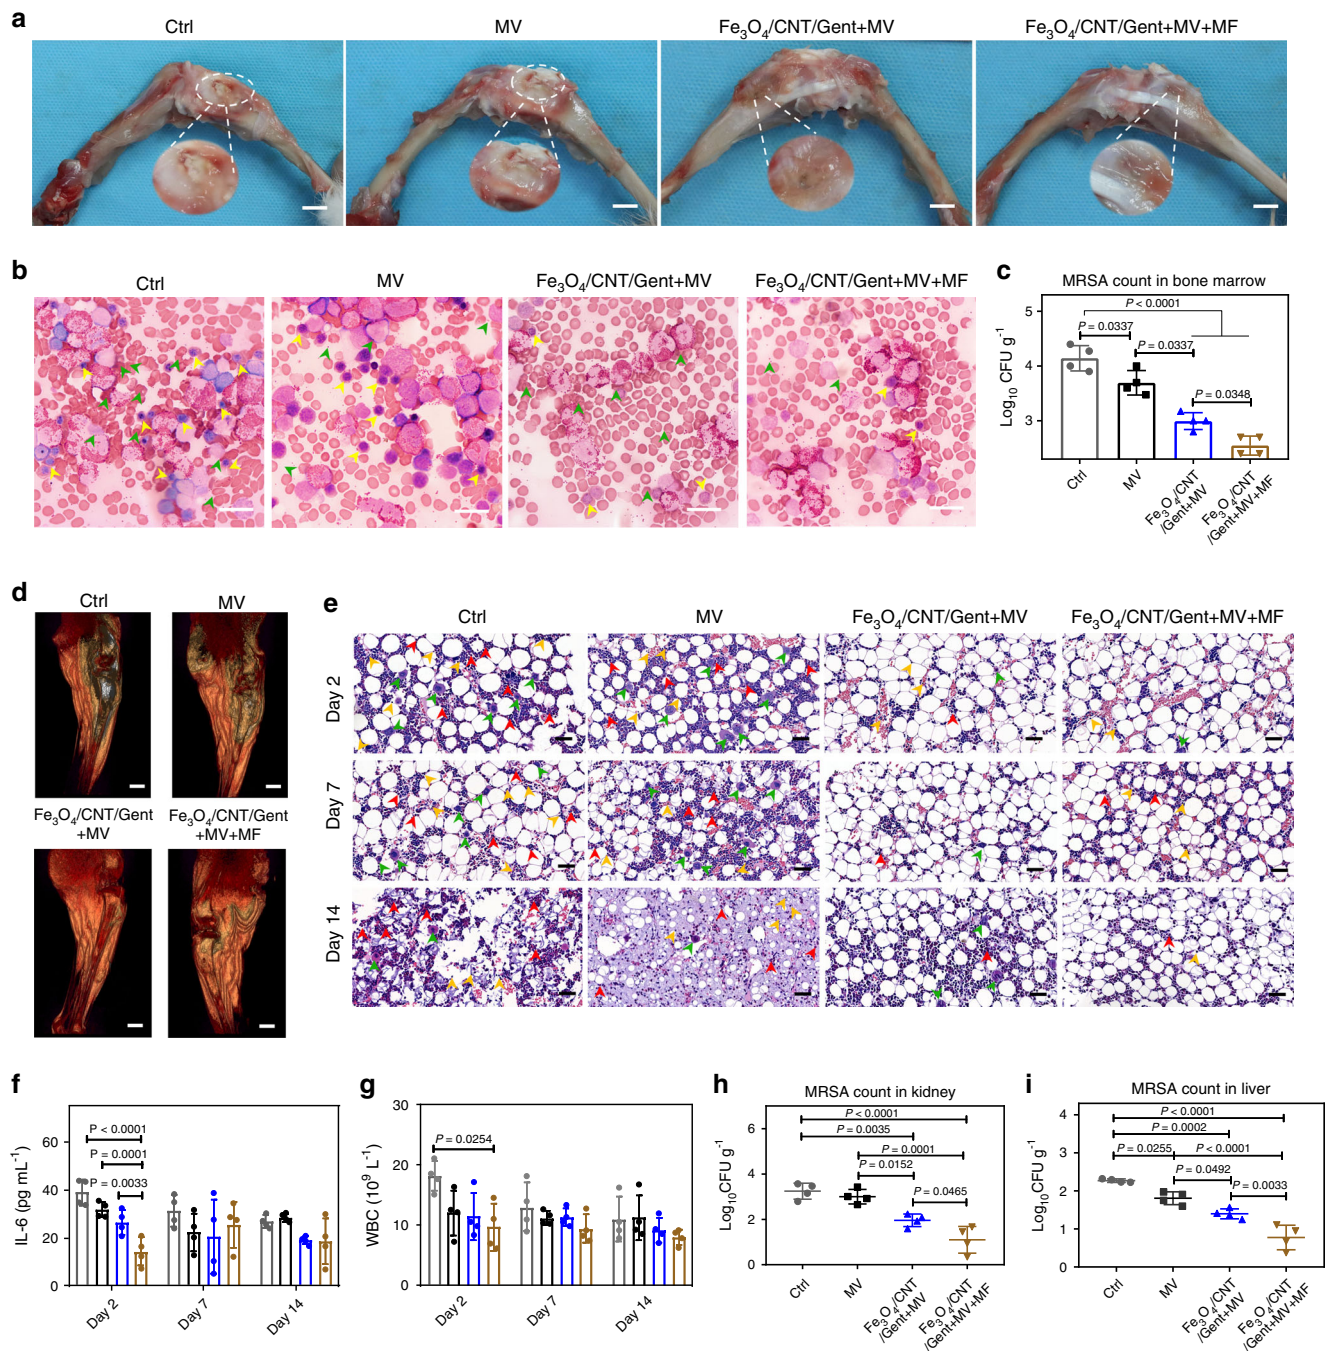 a
Ctrl
MV
Fe₃O₄/CNT/Gent+MV
Fe₃O₄/CNT/Gent+MV+MF
b
Ctrl
MV
Fe₃O₄/CNT/Gent+MV
Fe₃O₄/CNT/Gent+MV+MF
c
MRSA count in bone marrow
P < 0.0001
P = 0.0337
P = 0.0337
P = 0.0348
Log₁₀ CFU g⁻¹
5
4
3
Ctrl
MV
Fe₃O₄/CNT
/Gent+MV
Fe₃O₄/CNT
/Gent+MV+MF
d
Ctrl
MV
Fe₃O₄/CNT/Gent
+MV
Fe₃O₄/CNT/Gent
+MV+MF
e
Ctrl
MV
Fe₃O₄/CNT/Gent+MV
Fe₃O₄/CNT/Gent+MV+MF
Day 2
Day 7
Day 14
f
P < 0.0001
P = 0.0001
P = 0.0033
IL-6 (pg mL⁻¹)
60
40
20
0
Day 2
Day 7
Day 14
g
P = 0.0254
WBC (10⁹ L⁻¹)
30
20
10
0
Day 2
Day 7
Day 14
h
MRSA count in kidney
P < 0.0001
P = 0.0035
P = 0.0001
P = 0.0152
P = 0.0465
Log₁₀CFU g⁻¹
6
4
2
0
Ctrl
MV
Fe₃O₄/CNT
/Gent+MV
Fe₃O₄/CNT
/Gent+MV+MF
i
MRSA count in liver
P < 0.0001
P = 0.0002
P = 0.0255
P < 0.0001
P = 0.0492
P = 0.0033
Log₁₀CFU g⁻¹
4
3
2
1
0
Ctrl
MV
Fe₃O₄/CNT
/Gent+MV
Fe₃O₄/CNT
/Gent+MV+MF